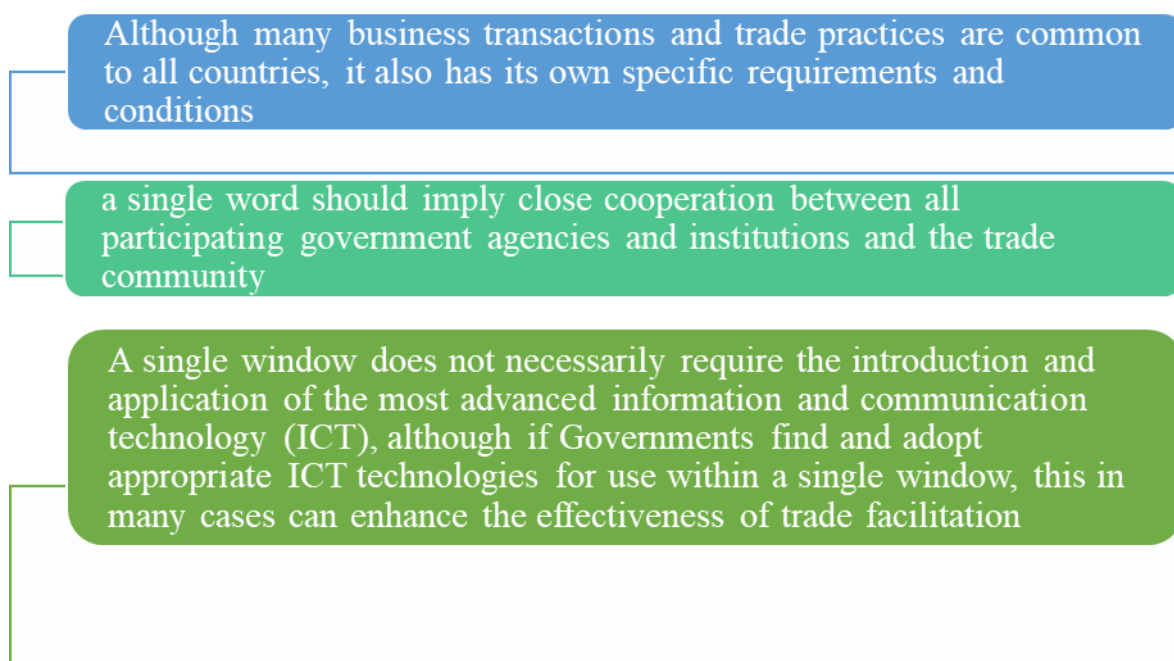 Although many business transactions and trade practices are common
to all countries, it also has its own specific requirements and
conditions
a single word should imply close cooperation between all
participating government agencies and institutions and the trade
community
A single window does not necessarily require the introduction and
application of the most advanced information and communication
technology (ICT), although if Governments find and adopt
appropriate ICT technologies for use within a single window, this in
many cases can enhance the effectiveness of trade facilitation